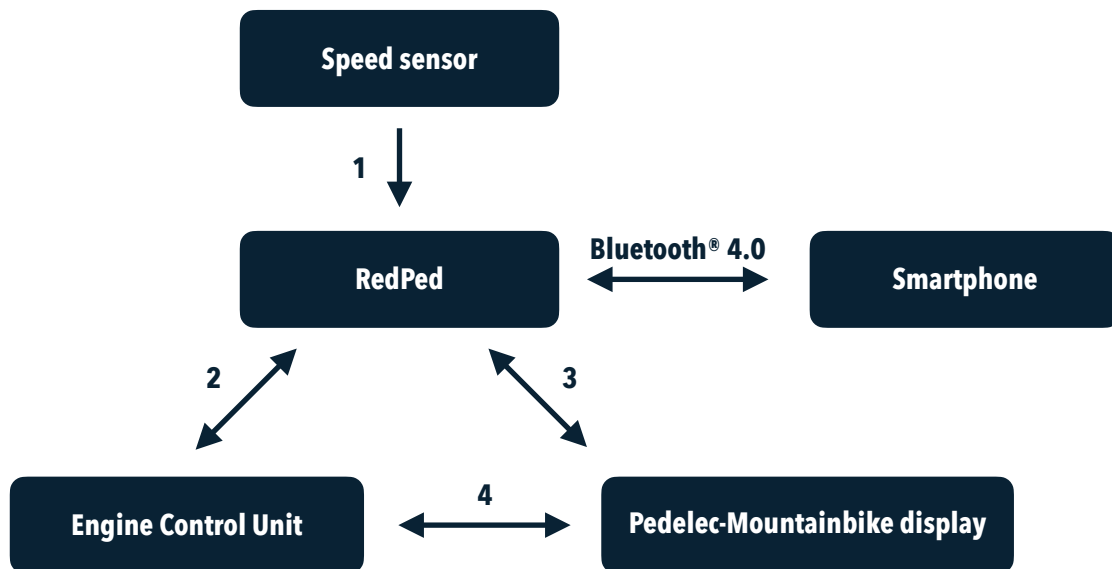 Speed sensor
1
RedPed
Bluetooth® 4.0
Smartphone
2
3
Engine Control Unit
4
Pedelec-Mountainbike display